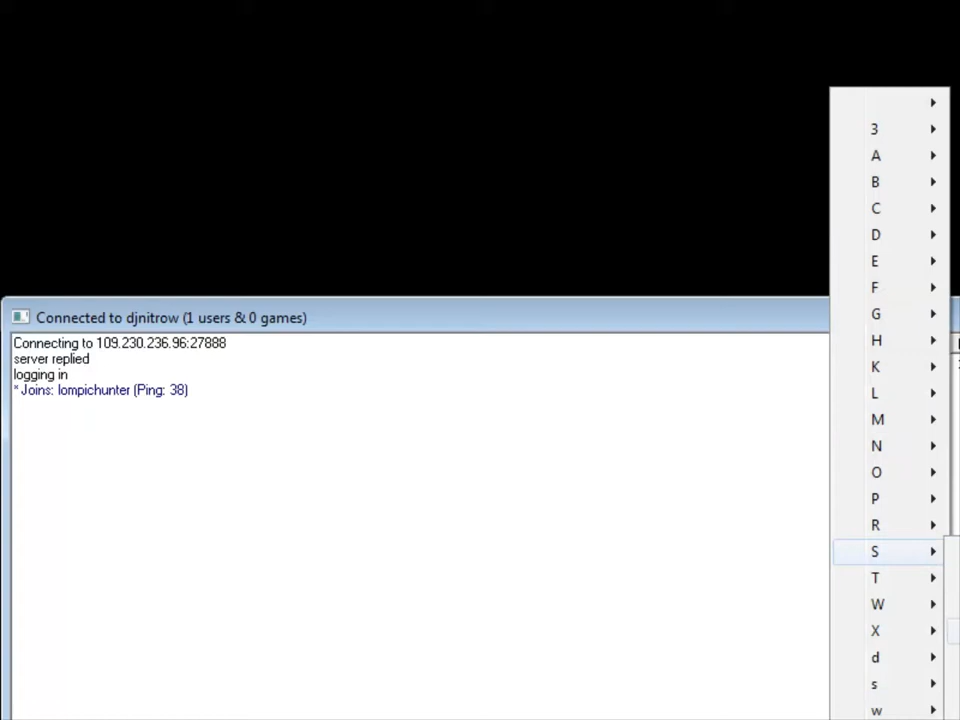 Connected to djnitrow (1 users & 0 games)
Connecting to 109.230.236.96:27888
server replied
logging in
* Joins: lompichunter (Ping: 38)
3
A
B
C
D
E
F
G
H
K
L
M
N
O
P
R
S
T
W
X
d
s
w